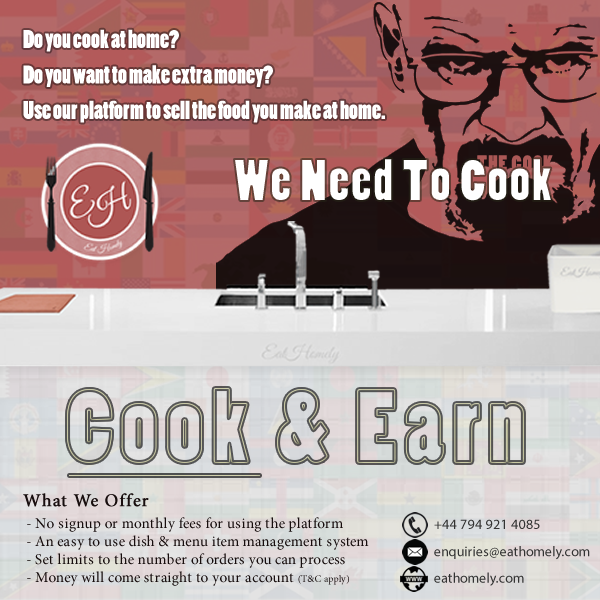 Do you cook at home?
Do you want to make extra money?
Use our platform to sell the food you make at home.
EH
Eat Homely
THE COOK
We Need To Cook
Eat Homely
Cook & Earn
What We Offer
- No signup or monthly fees for using the platform
- An easy to use dish & menu item management system
- Set limits to the number of orders you can process
- Money will come straight to your account (T&C apply)
+44 794 921 4085
enquiries@eathomely.com
www
eathomely.com